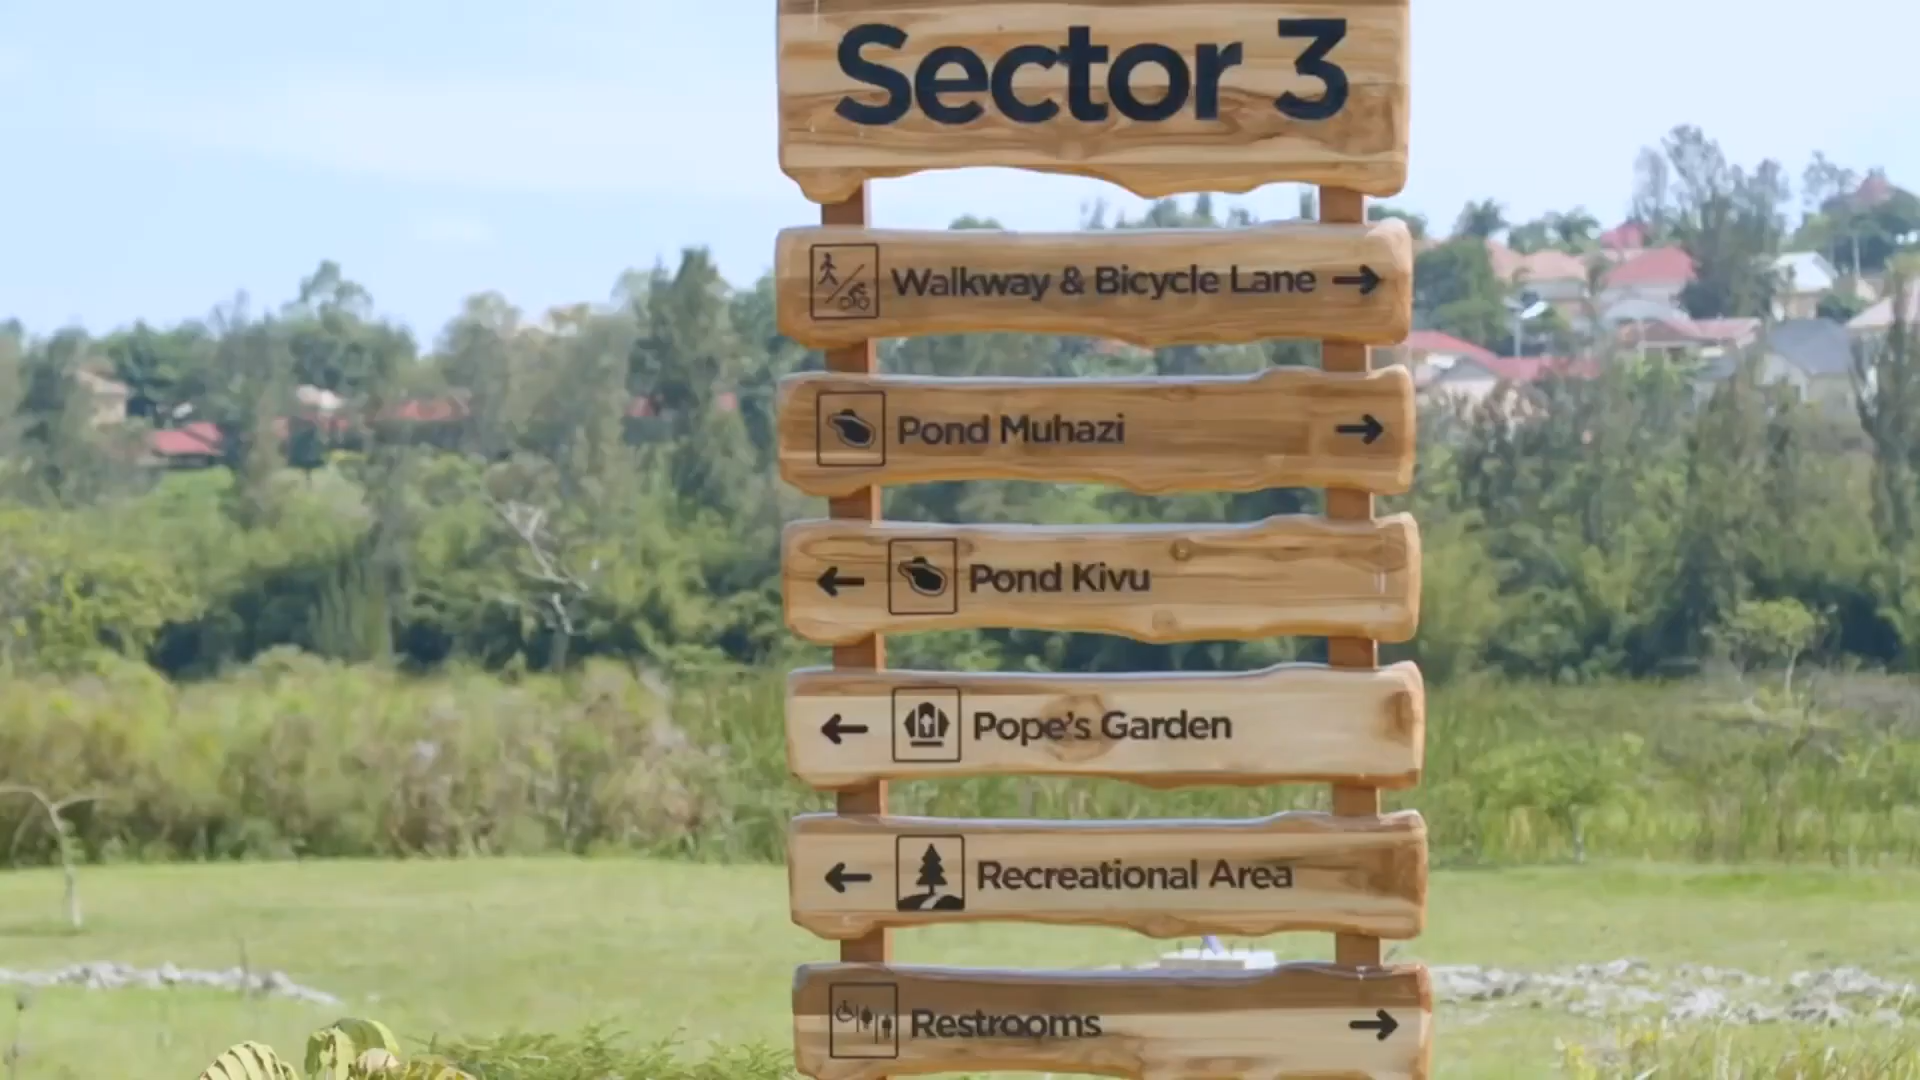 Sector 3
Walkway & Bicycle Lane →
Pond Muhazi →
← Pond Kivu
← Pope's Garden
← Recreational Area
Restrooms →